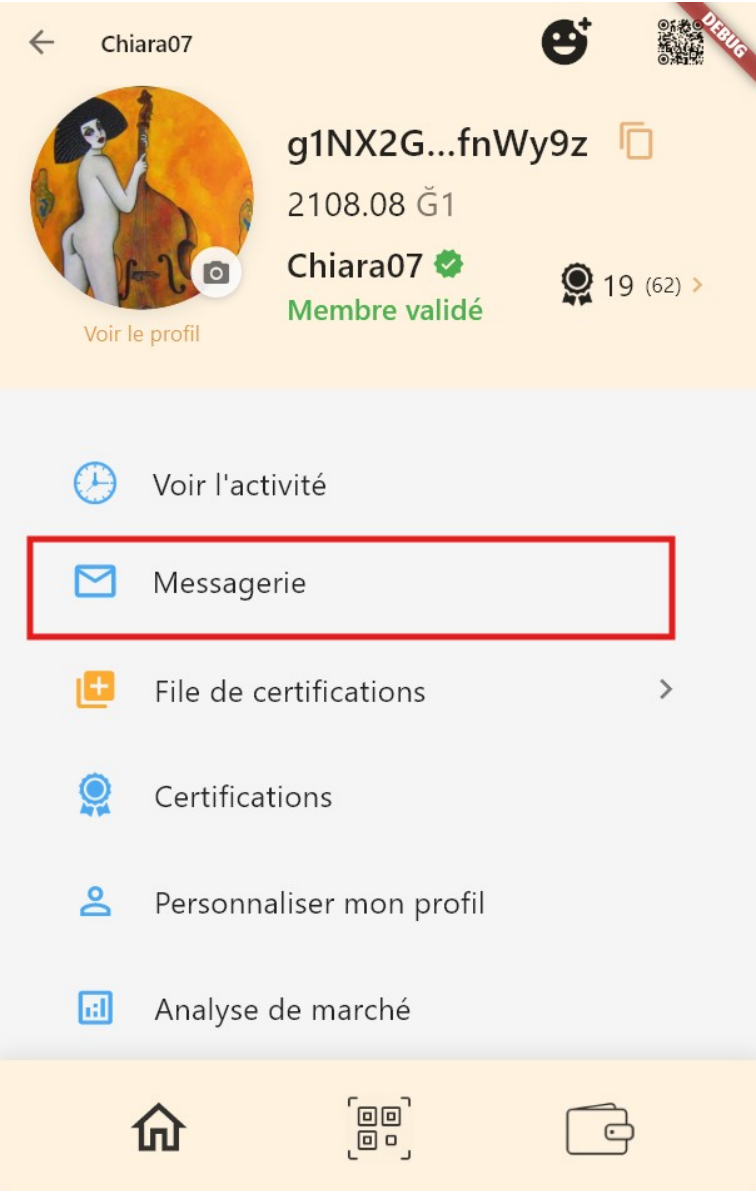 Chiara07
DEBUG
g1NX2G...fnWy9z
2108.08 Ğ1
Chiara07
Membre validé
19 (62)
Voir le profil
Voir l'activité
Messagerie
File de certifications
Certifications
Personnaliser mon profil
Analyse de marché